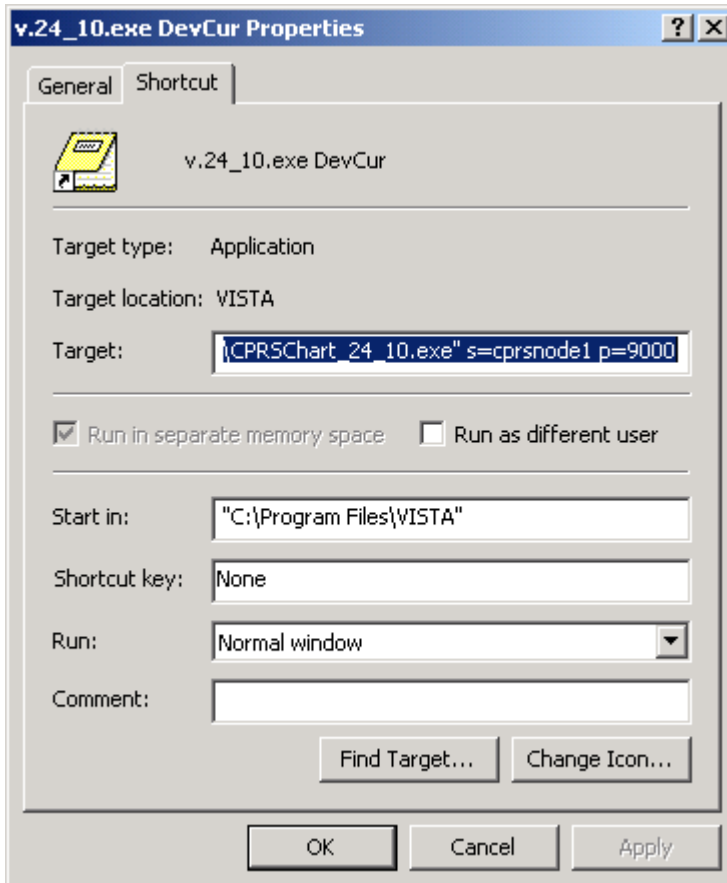 v.24_10.exe DevCur Properties
General
Shortcut
v.24_10.exe DevCur
Target type: Application
Target location: VISTA
Target: \CPRSChart_24_10.exe" s=cprsnode1 p=9000
Run in separate memory space Run as different user
Start in: "C:\Program Files\VISTA"
Shortcut key: None
Run: Normal window
Comment:
Find Target... Change Icon...
OK Cancel Apply